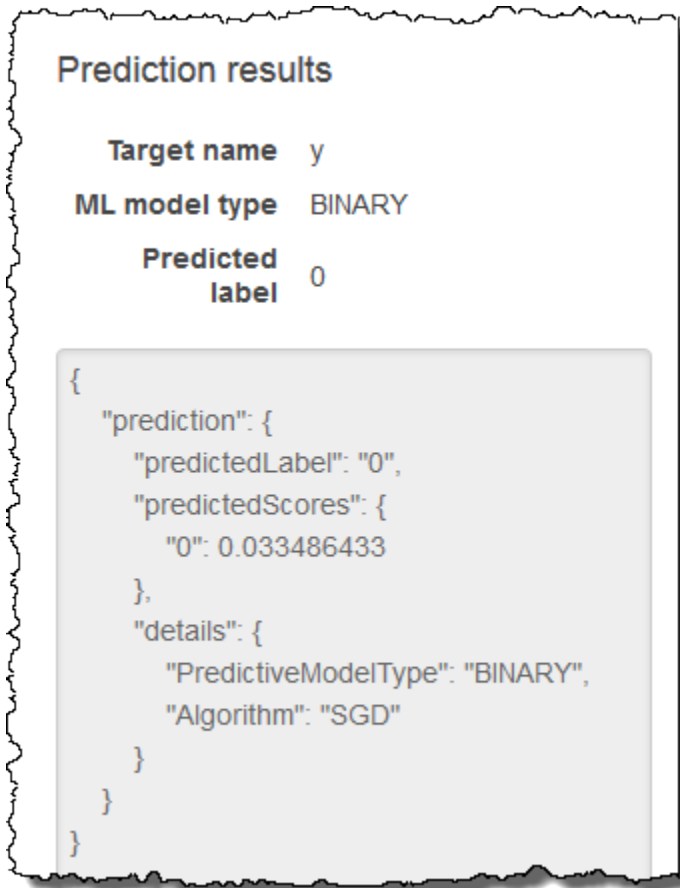 Prediction results
Target name y
ML model type BINARY
Predicted
label 0
{
"prediction": {
"predictedLabel": "0",
"predictedScores": {
"0": 0.033486433
},
"details": {
"PredictiveModelType": "BINARY",
"Algorithm": "SGD"
}
}
}